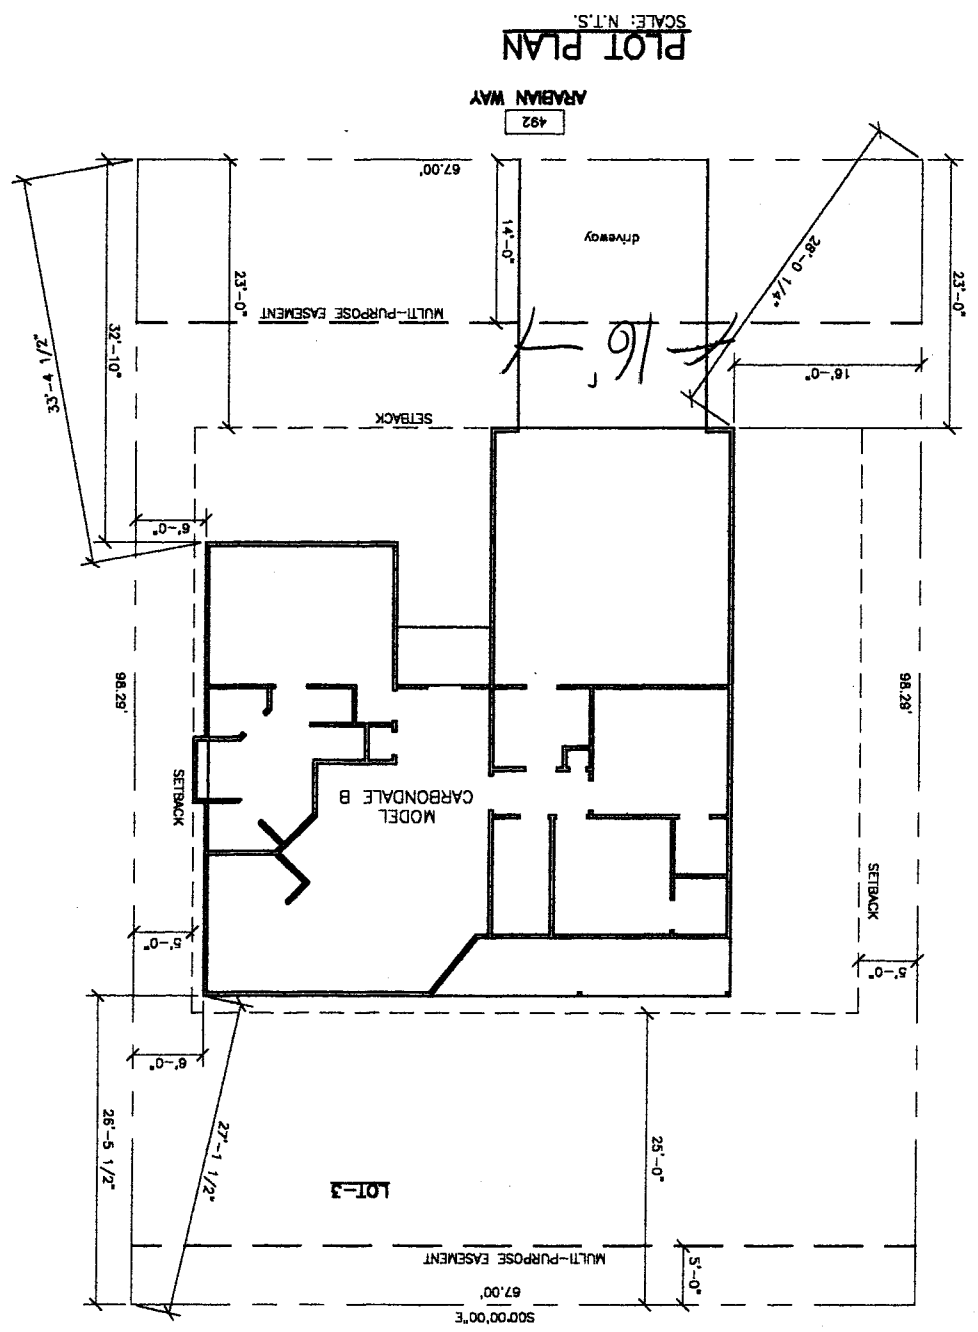 S00°00'00"E
67.00'
MULTI-PURPOSE EASEMENT
5'-0"
LOT-3
25'-0"
27'-1 1/2"
26'-5 1/2"
6'-0"
5'-0"
5'-0"
SETBACK
SETBACK
MODEL
CARBONDALE B
98.29'
98.29'
6'-0"
SETBACK
16'-0"
16'
33'-4 1/2"
32'-10"
23'-0"
MULTI-PURPOSE EASEMENT
14'-0"
driveway
28'-0 1/4"
23'-0"
67.00'
492
ARABIAN WAY
PLOT PLAN
SCALE: N.T.S.